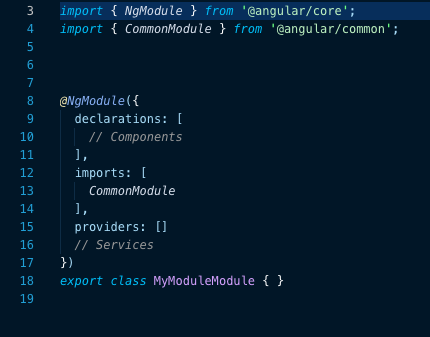 3 import { NgModule } from '@angular/core';
4 import { CommonModule } from '@angular/common';
5
6
7
8 @NgModule({
9   declarations: [
10     // Components
11   ],
12   imports: [
13     CommonModule
14   ],
15   providers: []
16   // Services
17 })
18 export class MyModuleModule { }
19